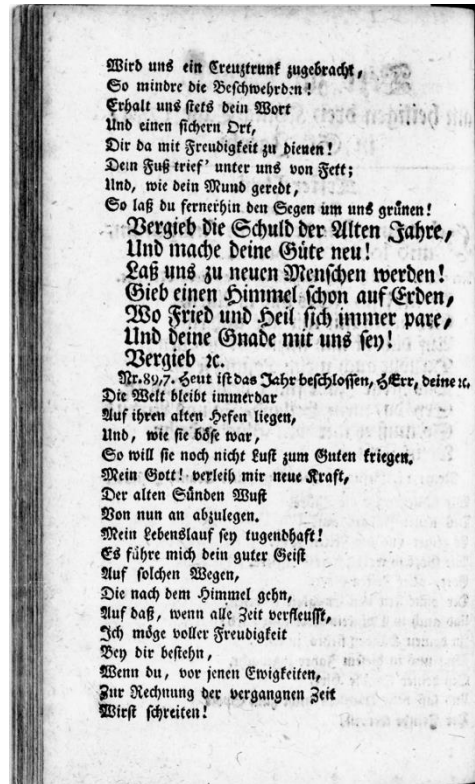 Wird uns ein Creuztrunk zugebracht,
So mindre die Beschwehrden!
Erhalt uns stets dein Wort
Und einen sichern Ort,
Dir da mit Freudigkeit zu dienen!
Dein Fuß trief' unter uns von Fett;
Und, wie dein Mund geredt,
So laß du fernerhin den Segen um uns grünen!
Vergieb die Schuld der Alten Jahre,
Und mache deine Güte neu!
Laß uns zu neuen Menschen werden!
Gieb einen Himmel schon auf Erden,
Wo Fried und Heil sich immer pare,
Und deine Gnade mit uns sey!
Vergieb ꝛc.
Nr. 89, 7. Heut ist das Jahr beschlossen, HErr, deine ꝛc.
Die Welt bleibt immerdar
Auf ihren alten Hefen liegen,
Und, wie sie böse war,
So will sie noch nicht Lust zum Guten kriegen.
Mein Gott! verleih mir neue Kraft,
Der alten Sünden Wust
Von nun an abzulegen.
Mein Lebenslauf sey tugendhaft!
Es führe mich dein guter Geist
Auf solchen Wegen,
Die nach dem Himmel gehn,
Auf daß, wenn alle Zeit verfleusst,
Ich möge voller Freudigkeit
Bey dir bestehn,
Wenn du, vor jenen Ewigkeiten,
Zur Rechnung der vergangnen Zeit
Wirst schreiten!